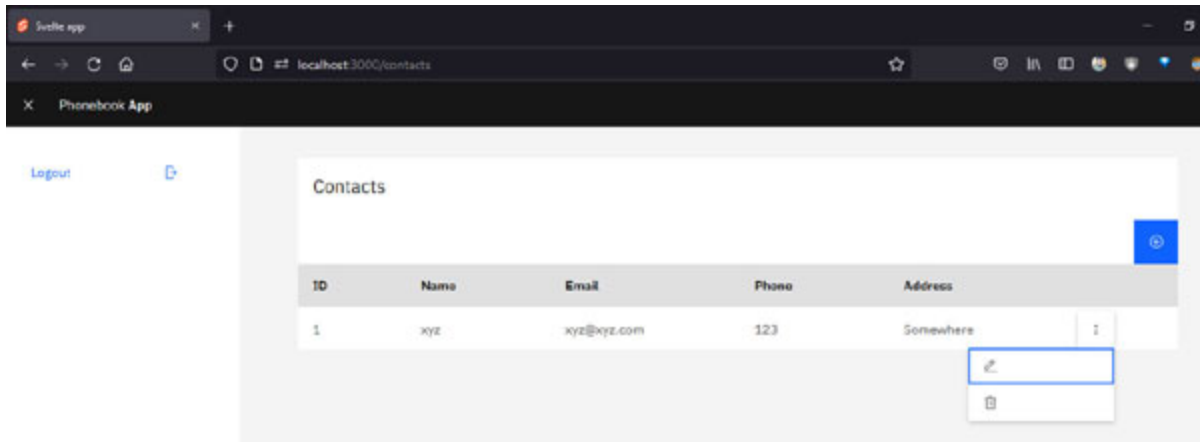 Svelte app
localhost:3000/contacts
Phonebook App
Logout
Contacts
ID Name Email Phone Address
1 xyz xyz@xyz.com 123 Somewhere